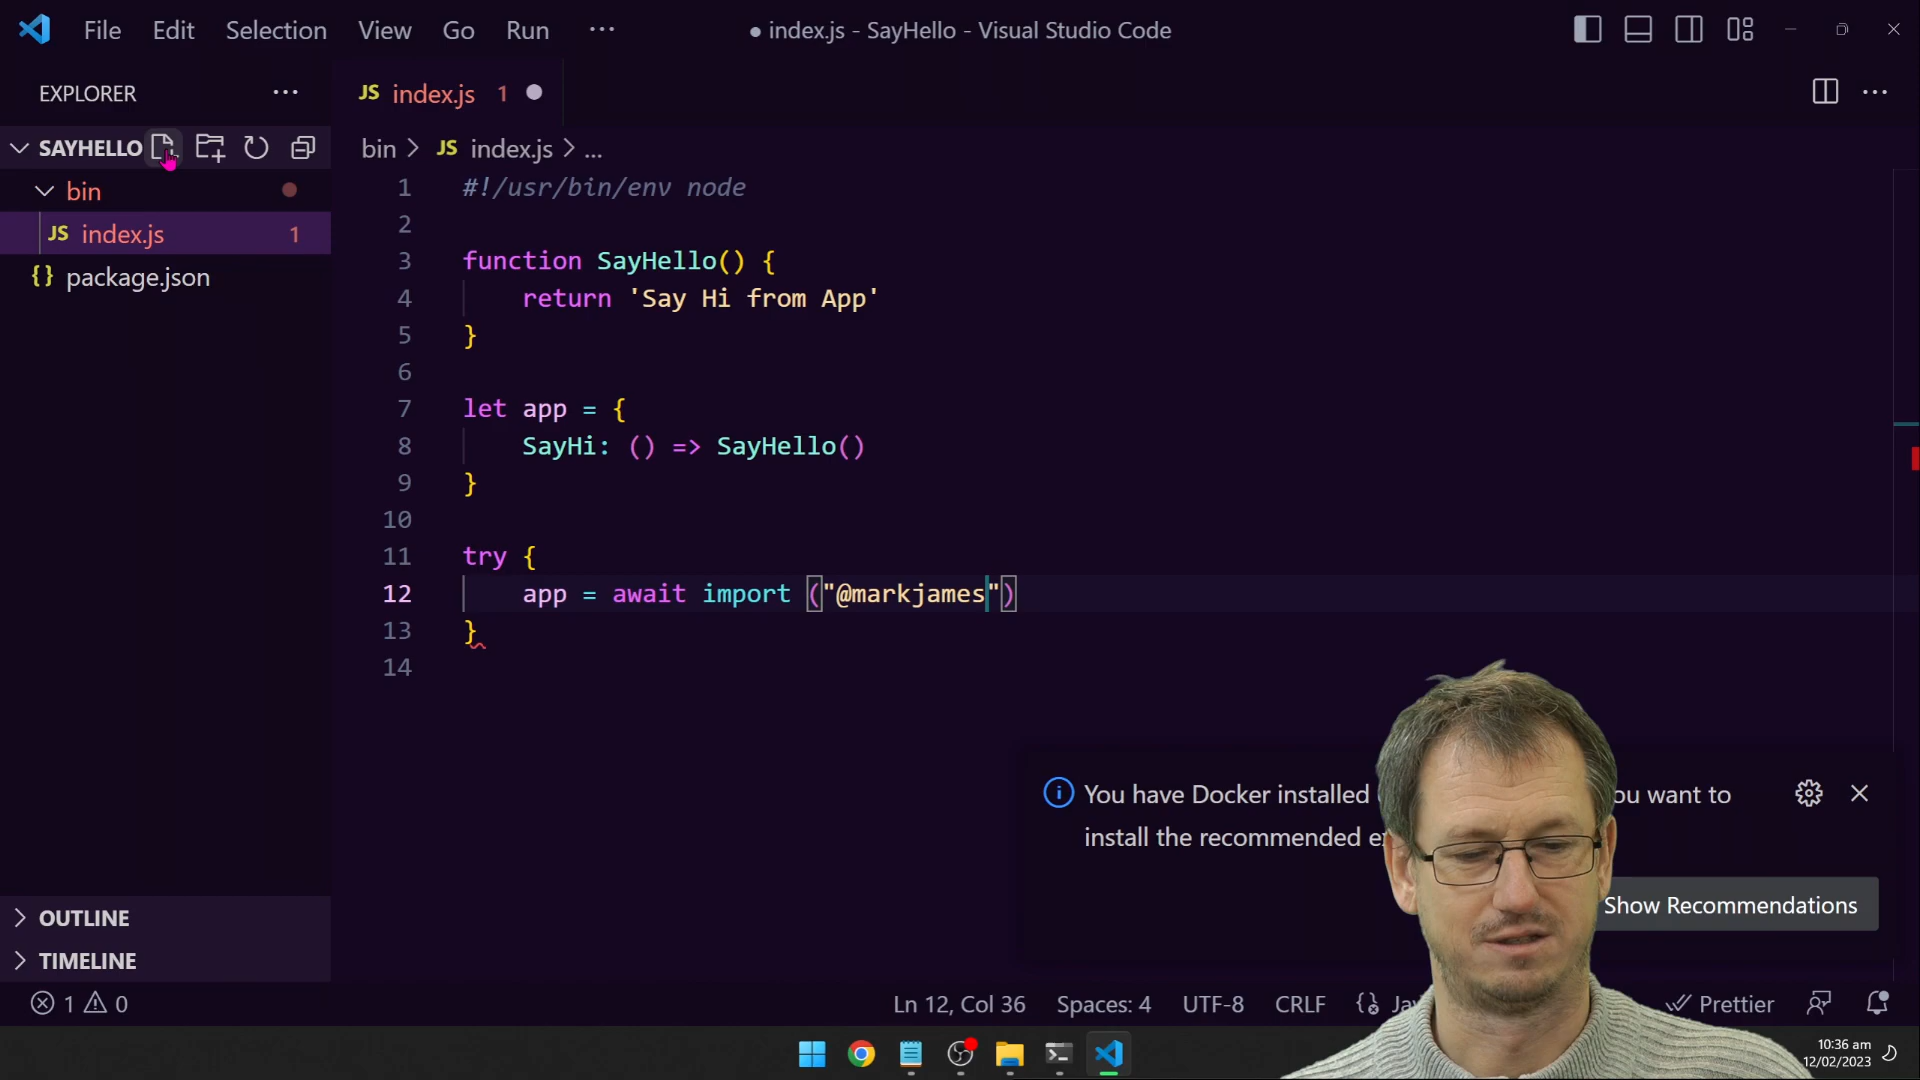 File Edit Selection View Go Run ···
● index.js - SayHello - Visual Studio Code
EXPLORER ···
JS index.js 1 ●
SAYHELLO
bin
JS index.js 1
{} package.json
bin > JS index.js > ...
1 #!/usr/bin/env node
2
3 function SayHello() {
4 return 'Say Hi from App'
5 }
6
7 let app = {
8 SayHi: () => SayHello()
9 }
10
11 try {
12 app = await import ("@markjames")
13 }
14
You have Docker installed ou want to
install the recommended
Show Recommendations
OUTLINE
TIMELINE
1 0
Ln 12, Col 36 Spaces: 4 UTF-8 CRLF {} Prettier
10:36 am
12/02/2023